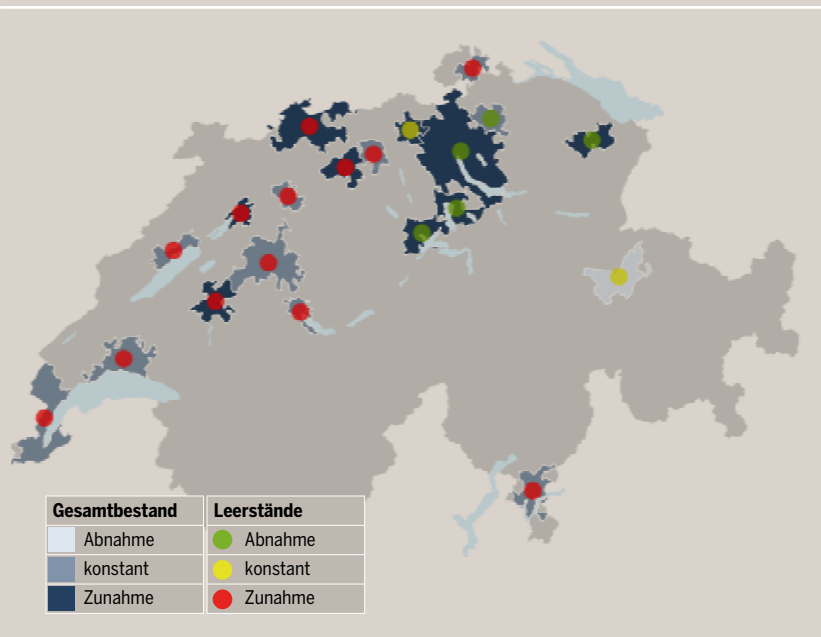 Gesamtbestand Leerstände
Abnahme Abnahme
konstant konstant
Zunahme Zunahme